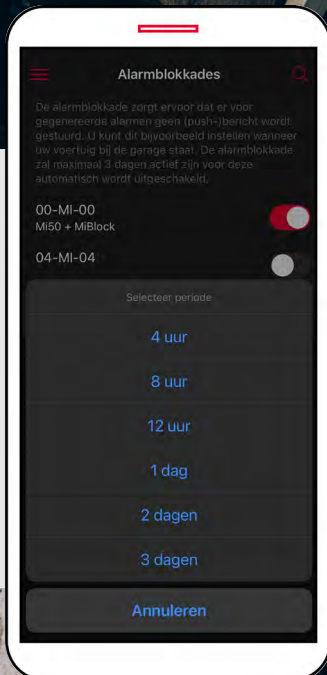 Alarmblokkades
De alarmblokkade zorgt ervoor dat er voor
gegenereerde alarmen geen (push-)bericht wordt
gestuurd. U kunt dit bijvoorbeeld instellen wanneer
uw voertuig bij de garage staat. De alarmblokkade
zal maximaal 3 dagen actief zijn voor deze
automatisch wordt uitgeschakeld.
00-MI-00
Mi50 + MiBlock
04-MI-04
Selecteer periode
4 uur
8 uur
12 uur
1 dag
2 dagen
3 dagen
Annuleren